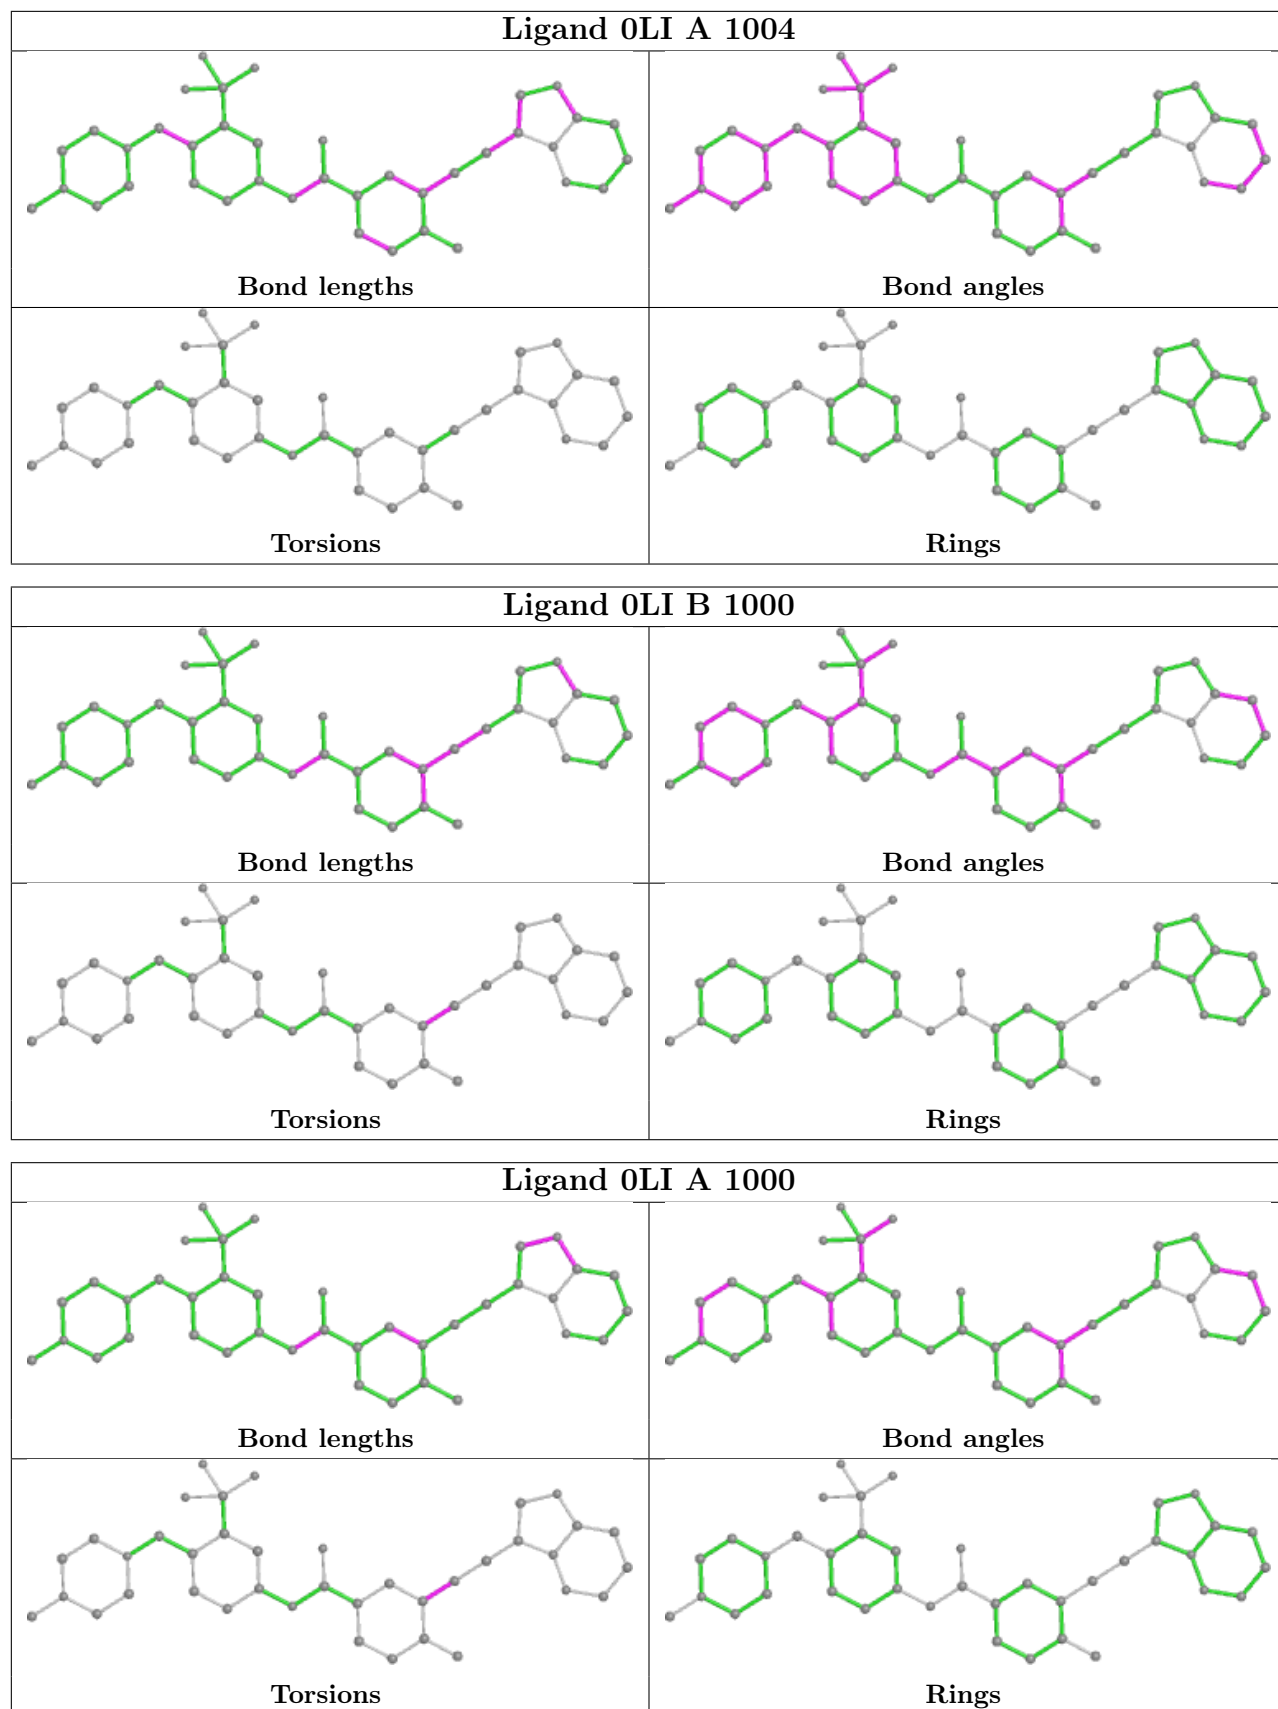 Ligand 0LI A 1004
Bond lengths
Bond angles
Torsions
Rings
Ligand 0LI B 1000
Bond lengths
Bond angles
Torsions
Rings
Ligand 0LI A 1000
Bond lengths
Bond angles
Torsions
Rings